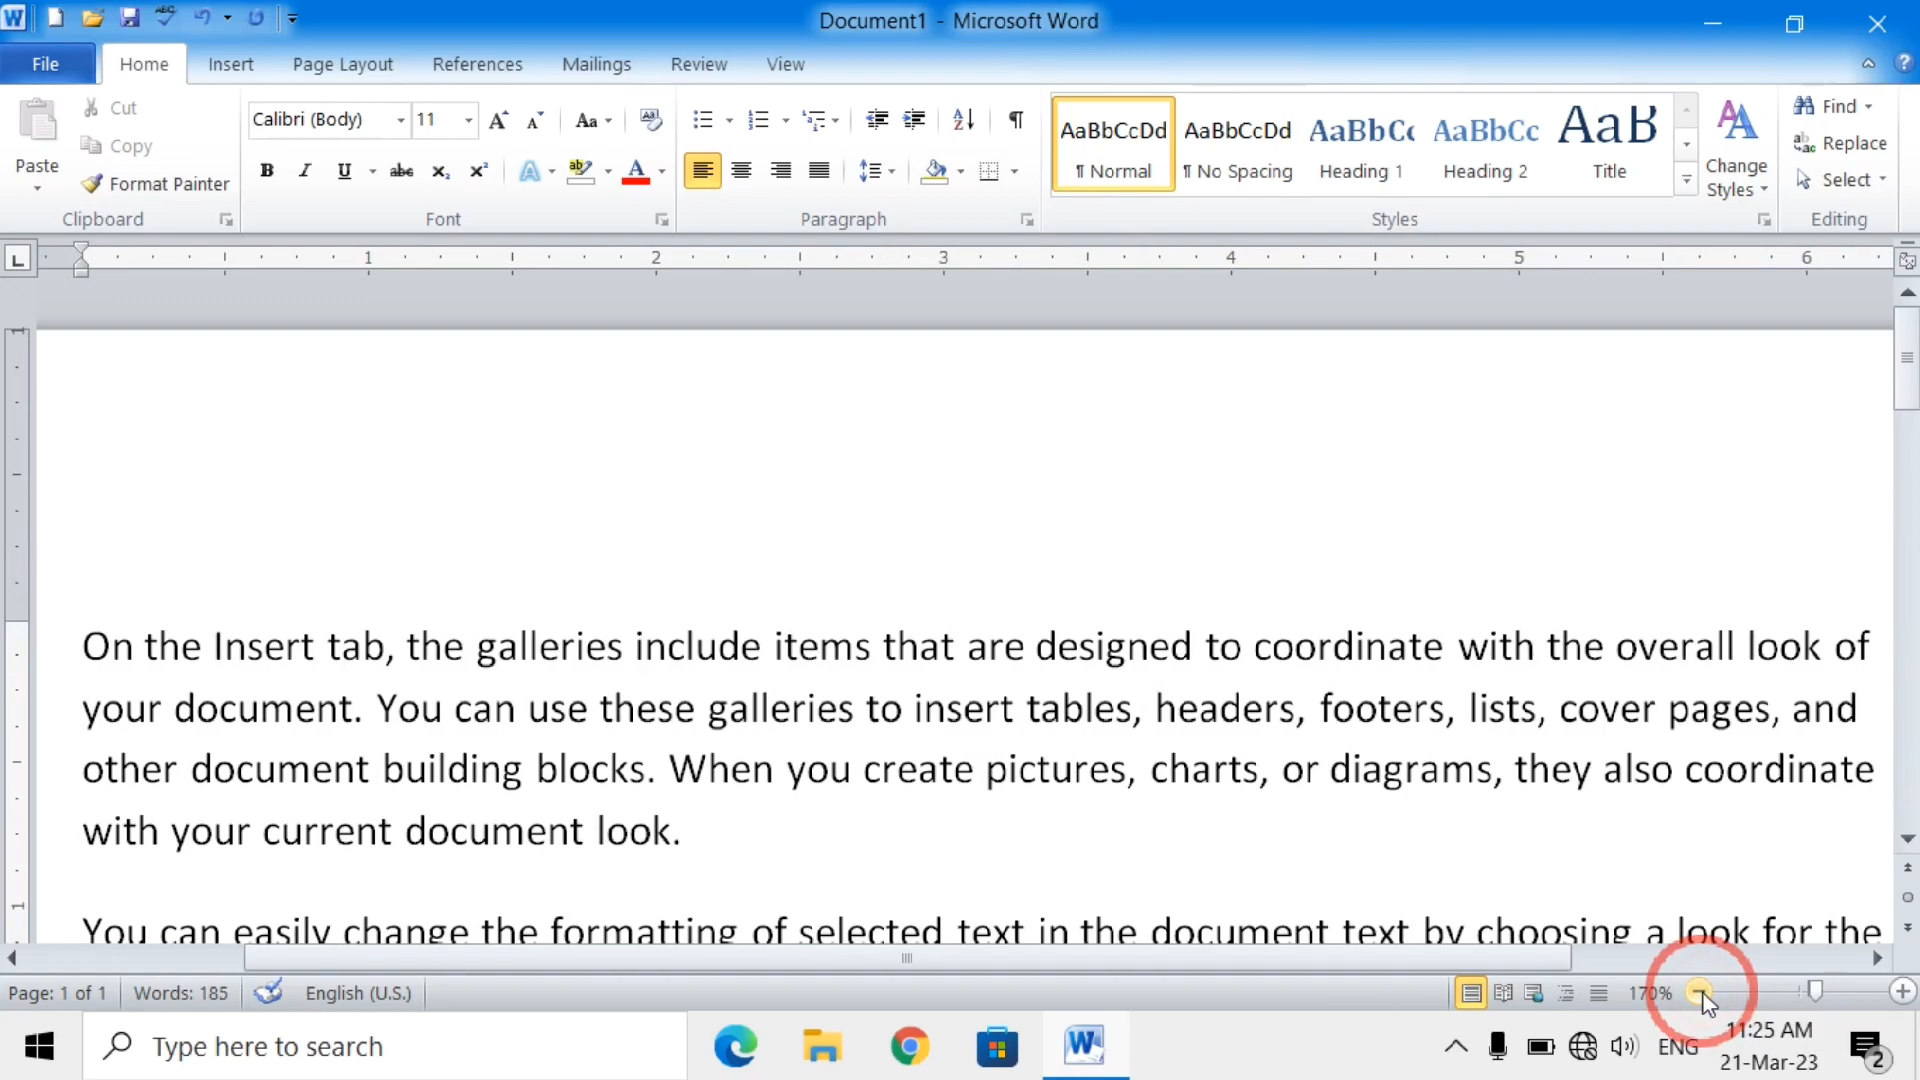 Document1 - Microsoft Word
File Home Insert Page Layout References Mailings Review View
Paste
Cut
Copy
Format Painter
Clipboard
Calibri (Body) 11
Font
Paragraph
AaBbCcDd AaBbCcDd AaBbCc AaBbCc AaB
¶ Normal ¶ No Spacing Heading 1 Heading 2 Title
Styles
Change
Styles
Find
Replace
Select
Editing
1 2 3 4 5 6
On the Insert tab, the galleries include items that are designed to coordinate with the overall look of
your document. You can use these galleries to insert tables, headers, footers, lists, cover pages, and
other document building blocks. When you create pictures, charts, or diagrams, they also coordinate
with your current document look.
You can easily change the formatting of selected text in the document text by choosing a look for the
Page: 1 of 1 Words: 185 English (U.S.) 170%
Type here to search
ENG
11:25 AM
21-Mar-23
2